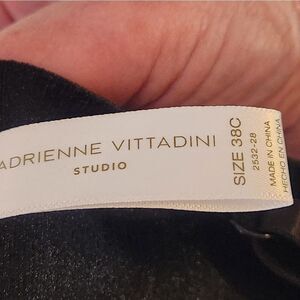 ADRIENNE VITTADINI
STUDIO
SIZE 38C
2532-28
MADE IN CHINA
HECHO EN CHINA